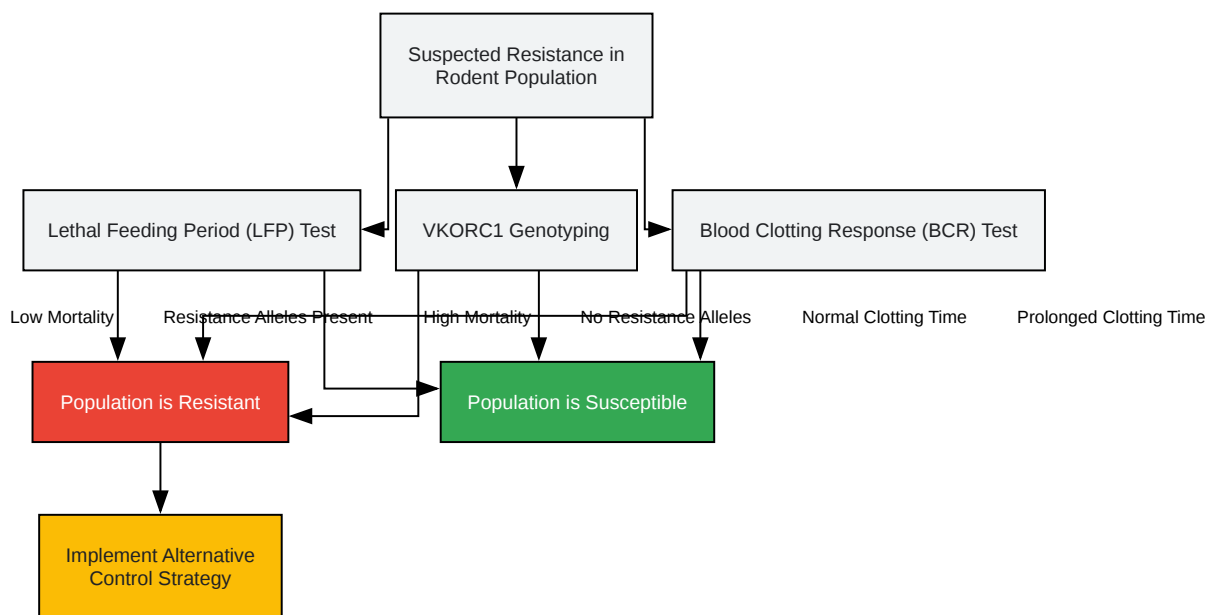 Suspected Resistance in
Rodent Population
Lethal Feeding Period (LFP) Test
VKORC1 Genotyping
Blood Clotting Response (BCR) Test
Low Mortality
Resistance Alleles Present
High Mortality
No Resistance Alleles
Normal Clotting Time
Prolonged Clotting Time
Population is Resistant
Population is Susceptible
Implement Alternative
Control Strategy